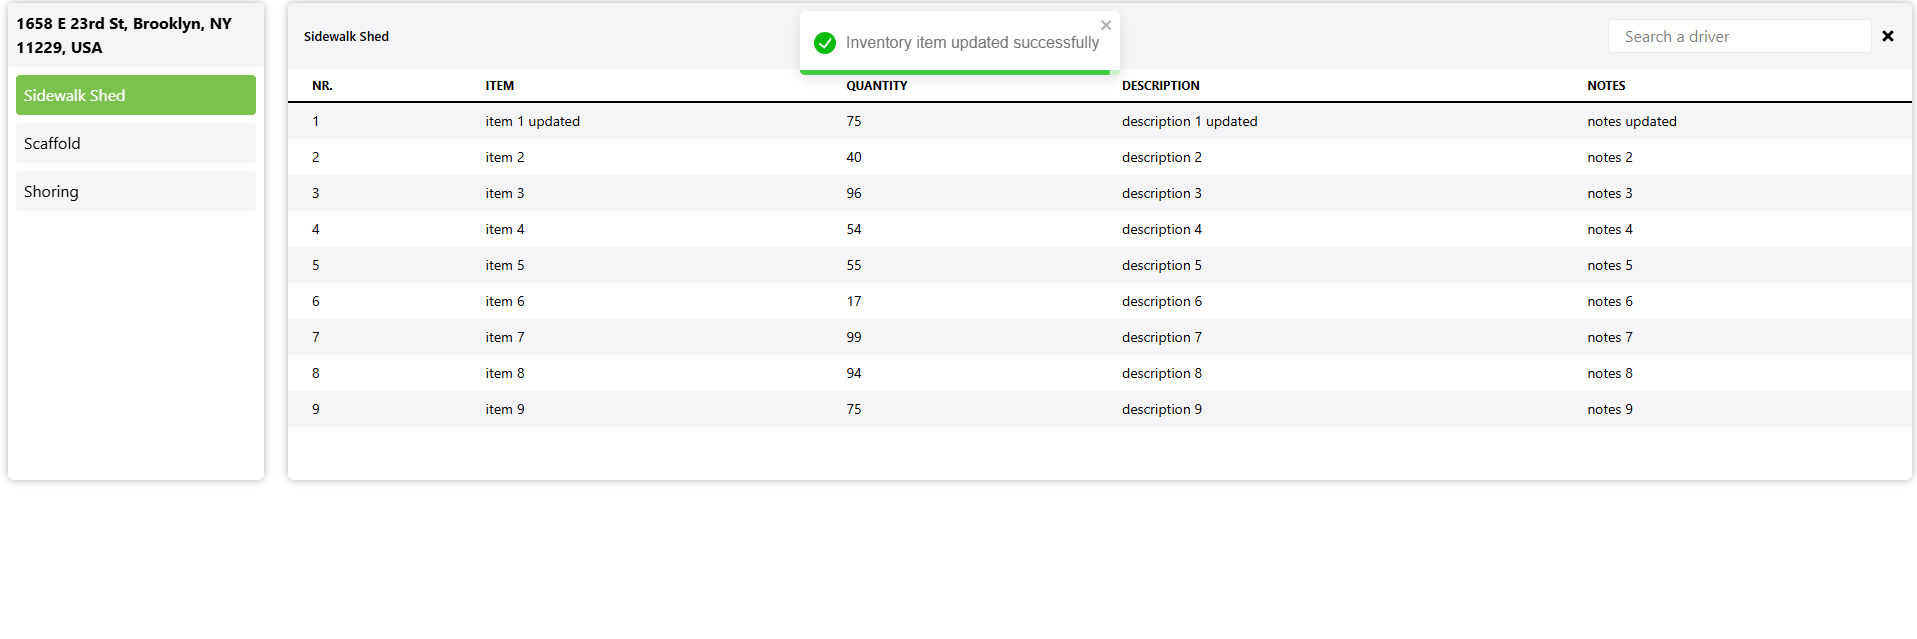 1658 E 23rd St, Brooklyn, NY
11229, USA
Sidewalk Shed
Scaffold
Shoring
Sidewalk Shed
Inventory item updated successfully
Search a driver
NR. ITEM QUANTITY DESCRIPTION NOTES
1 item 1 updated 75 description 1 updated notes updated
2 item 2 40 description 2 notes 2
3 item 3 96 description 3 notes 3
4 item 4 54 description 4 notes 4
5 item 5 55 description 5 notes 5
6 item 6 17 description 6 notes 6
7 item 7 99 description 7 notes 7
8 item 8 94 description 8 notes 8
9 item 9 75 description 9 notes 9